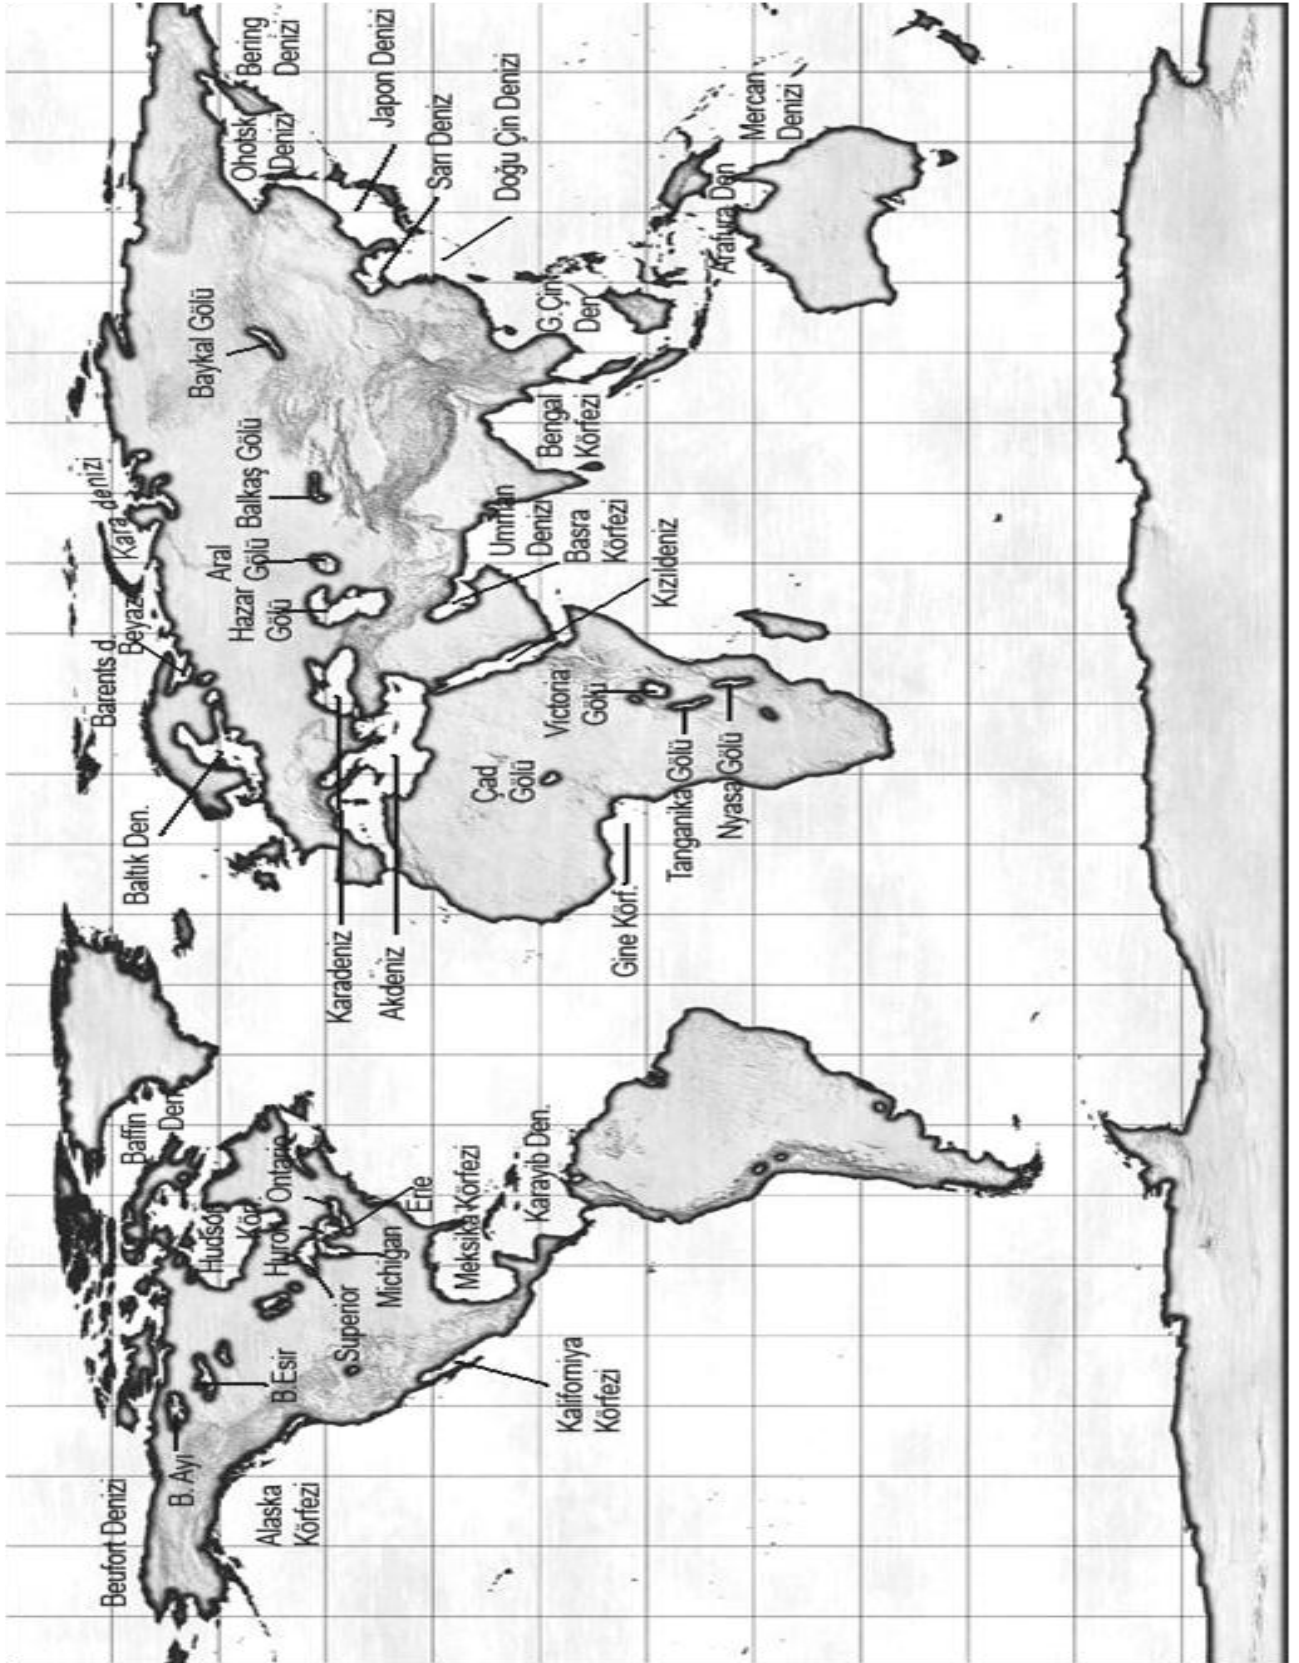 Beufort Denizi
B. Ayı
Alaska
Körfezi
B.Esir
Superior
Michigan
Erie
Huron
Ontario
Hudson
Kör.
Baffin
Den.
Kaliforniya
Körfezi
Meksika Körfezi
Karayib Den.
Karadeniz
Akdeniz
Baltık Den.
Barents d.
Beyaz
Kara denizi
Hazar
Gölü
Aral
Gölü
Balkaş Gölü
Baykal Gölü
Gine Körf.
Çad
Gölü
Victoria
Gölü
Tanganika Gölü
Nyasa Gölü
Kızıldeniz
Basra
Körfezi
Umman
Denizi
Bengal
Körfezi
G.Çin
Den
Arafura Den
Mercan
Denizi
Doğu Çin Denizi
Sarı Deniz
Japon Denizi
Ohotsk
Denizi
Bering
Denizi